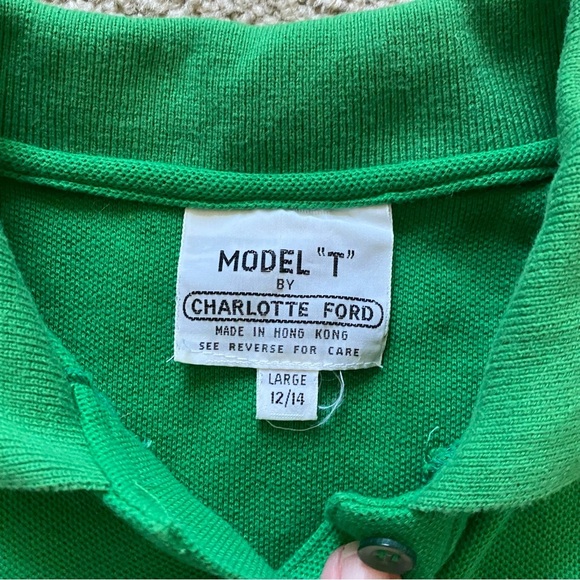 MODEL "T"
BY
CHARLOTTE FORD
MADE IN HONG KONG
SEE REVERSE FOR CARE
LARGE
12/14